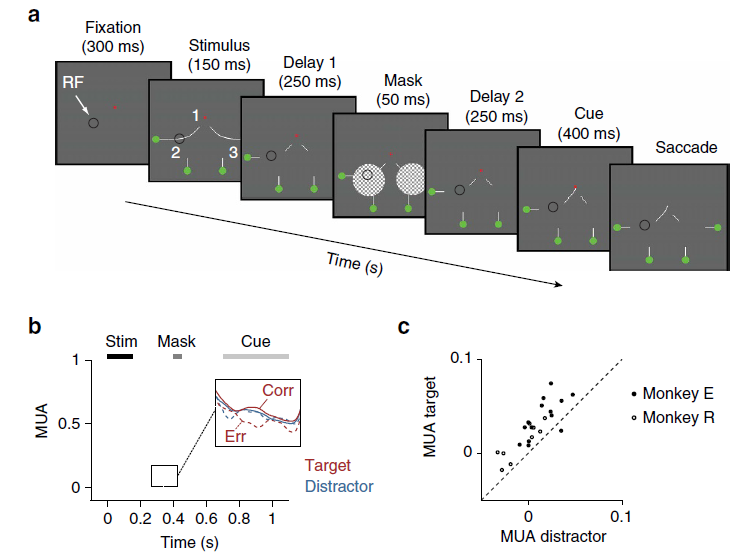 a
Fixation
(300 ms)
Stimulus
(150 ms)
Delay 1
(250 ms)
Mask
(50 ms)
Delay 2
(250 ms)
Cue
(400 ms)
Saccade
RF
1
2
3
Time (s)
b
Stim
Mask
Cue
1
0.5
0
MUA
Corr
Err
Target
Distractor
0
0.2
0.4
0.6
0.8
1
Time (s)
c
0.1
0
MUA target
Monkey E
Monkey R
0
0.1
MUA distractor